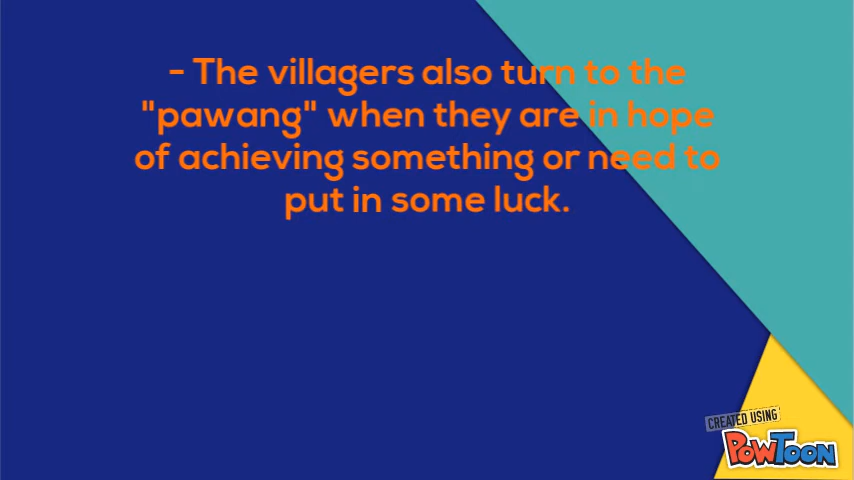 - The villagers also turn to the
"pawang" when they are in hope
of achieving something or need to
put in some luck.
CREATED USING
POWTOON